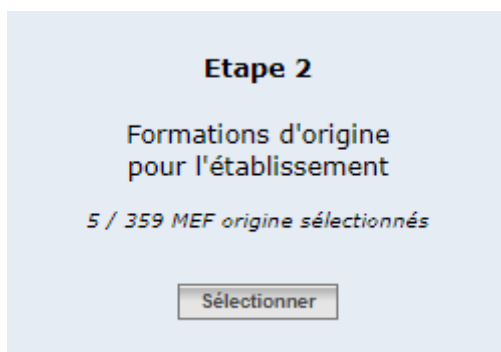 Etape 2
Formations d'origine
pour l'établissement
5 / 359 MEF origine sélectionnés
Sélectionner